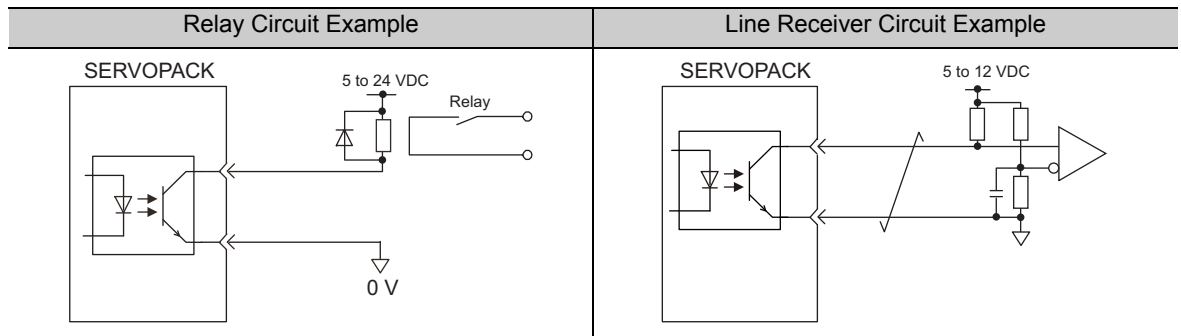 Relay Circuit Example
SERVOPACK
5 to 24 VDC
Relay
0 V
Line Receiver Circuit Example
SERVOPACK
5 to 12 VDC